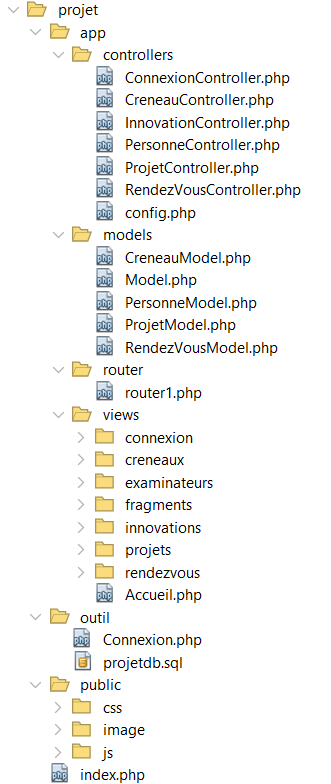 projet
app
controllers
ConnexionController.php
CreneauController.php
InnovationController.php
PersonneController.php
ProjetController.php
RendezVousController.php
config.php
models
CreneauModel.php
Model.php
PersonneModel.php
ProjetModel.php
RendezVousModel.php
router
router1.php
views
connexion
creneaux
examinateurs
fragments
innovations
projets
rendezvous
Accueil.php
outil
Connexion.php
projetdb.sql
public
css
image
js
index.php